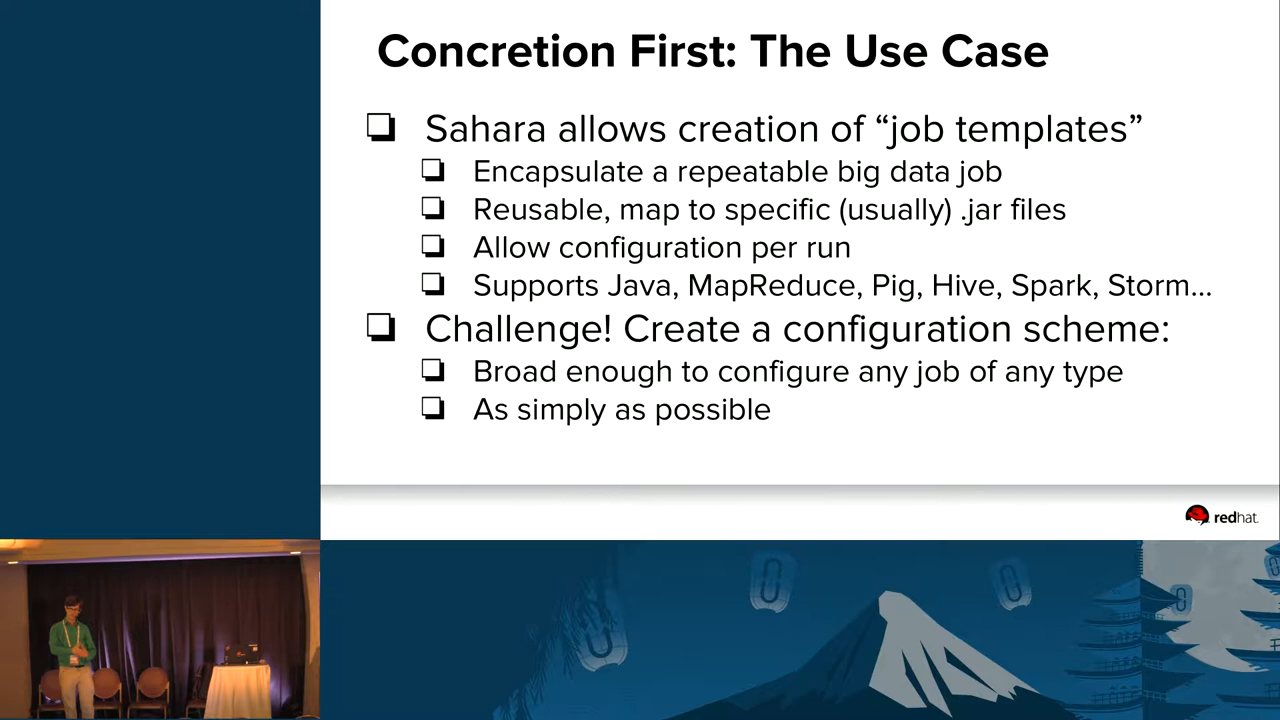 Concretion First: The Use Case
❏ Sahara allows creation of “job templates”
❏ Encapsulate a repeatable big data job
❏ Reusable, map to specific (usually) .jar files
❏ Allow configuration per run
❏ Supports Java, MapReduce, Pig, Hive, Spark, Storm...
❏ Challenge! Create a configuration scheme:
❏ Broad enough to configure any job of any type
❏ As simply as possible
redhat.